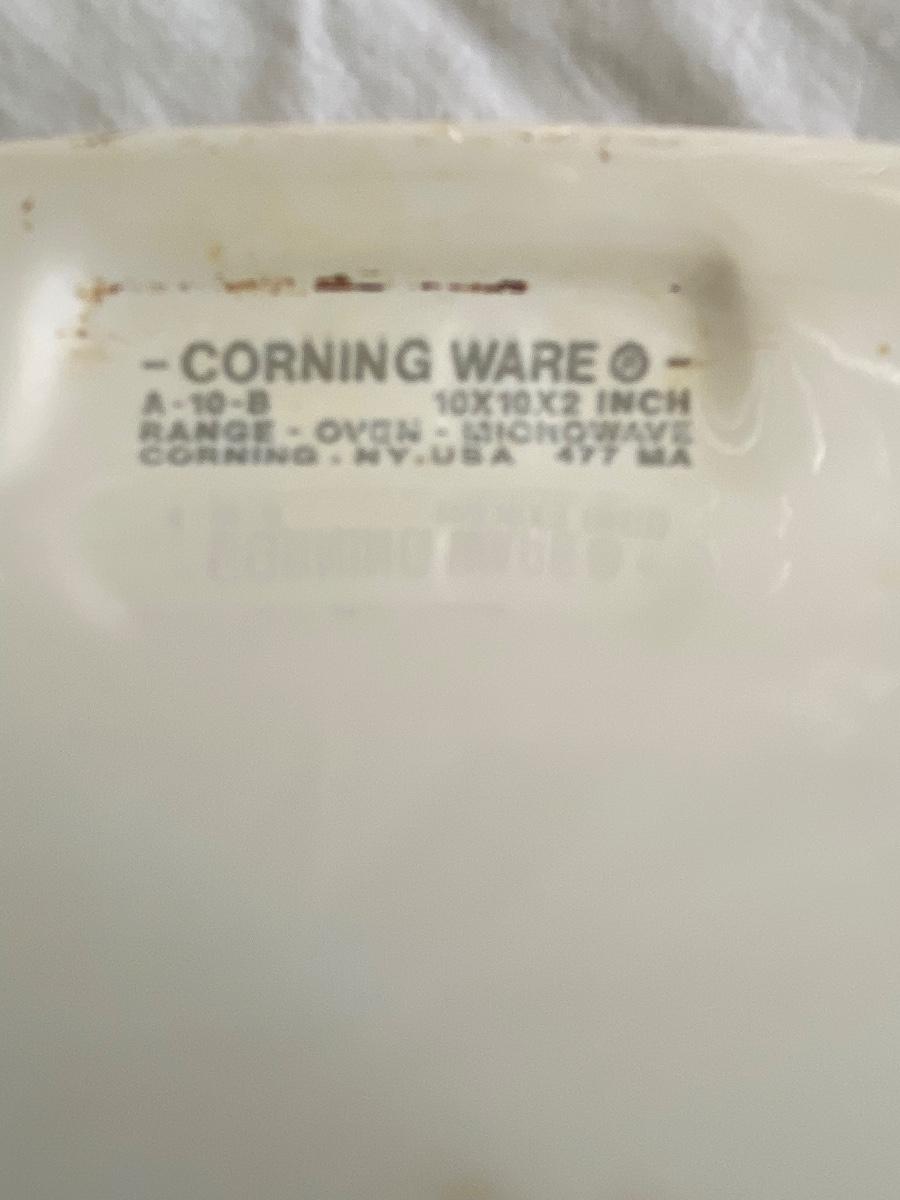 - CORNING WARE ® -
A-10-B 10X10X2 INCH
RANGE - OVEN - MICROWAVE
CORNING . NY.USA 477 MA